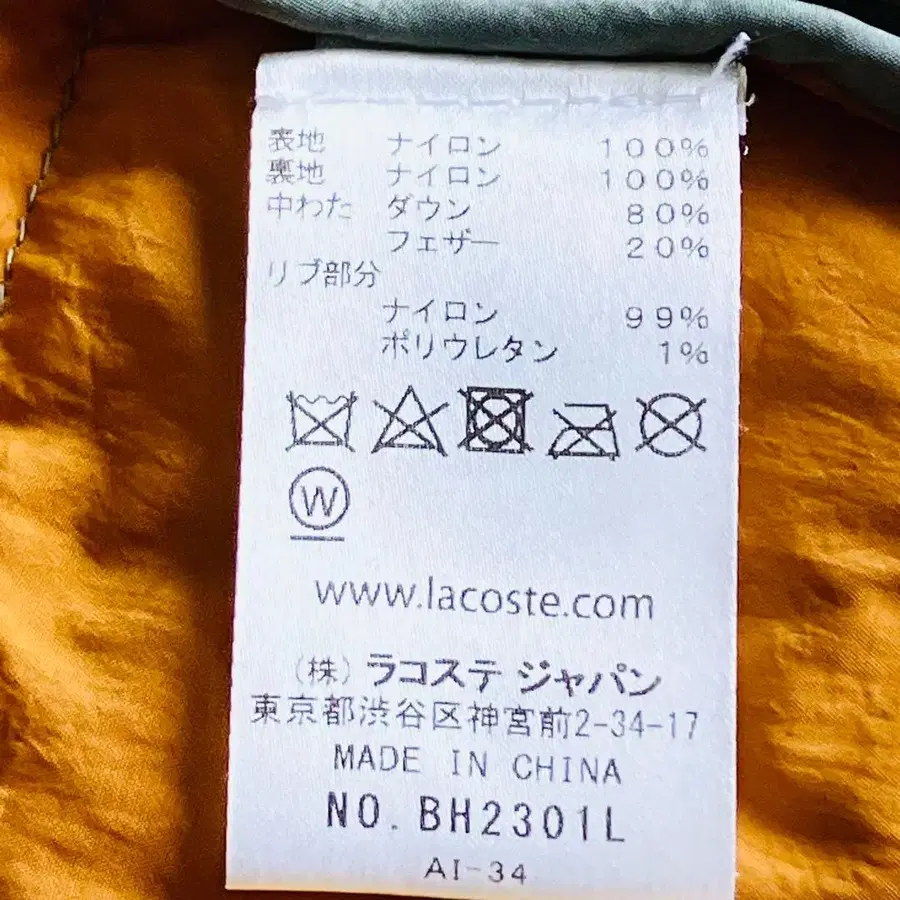 表地 ナイロン 100%
裏地 ナイロン 100%
中わた ダウン 80%
フェザー 20%
リブ部分
ナイロン 99%
ポリウレタン 1%
W
www.lacoste.com
(株) ラコステ ジャパン
東京都渋谷区神宮前2-34-17
MADE IN CHINA
NO. BH2301L
AI-34